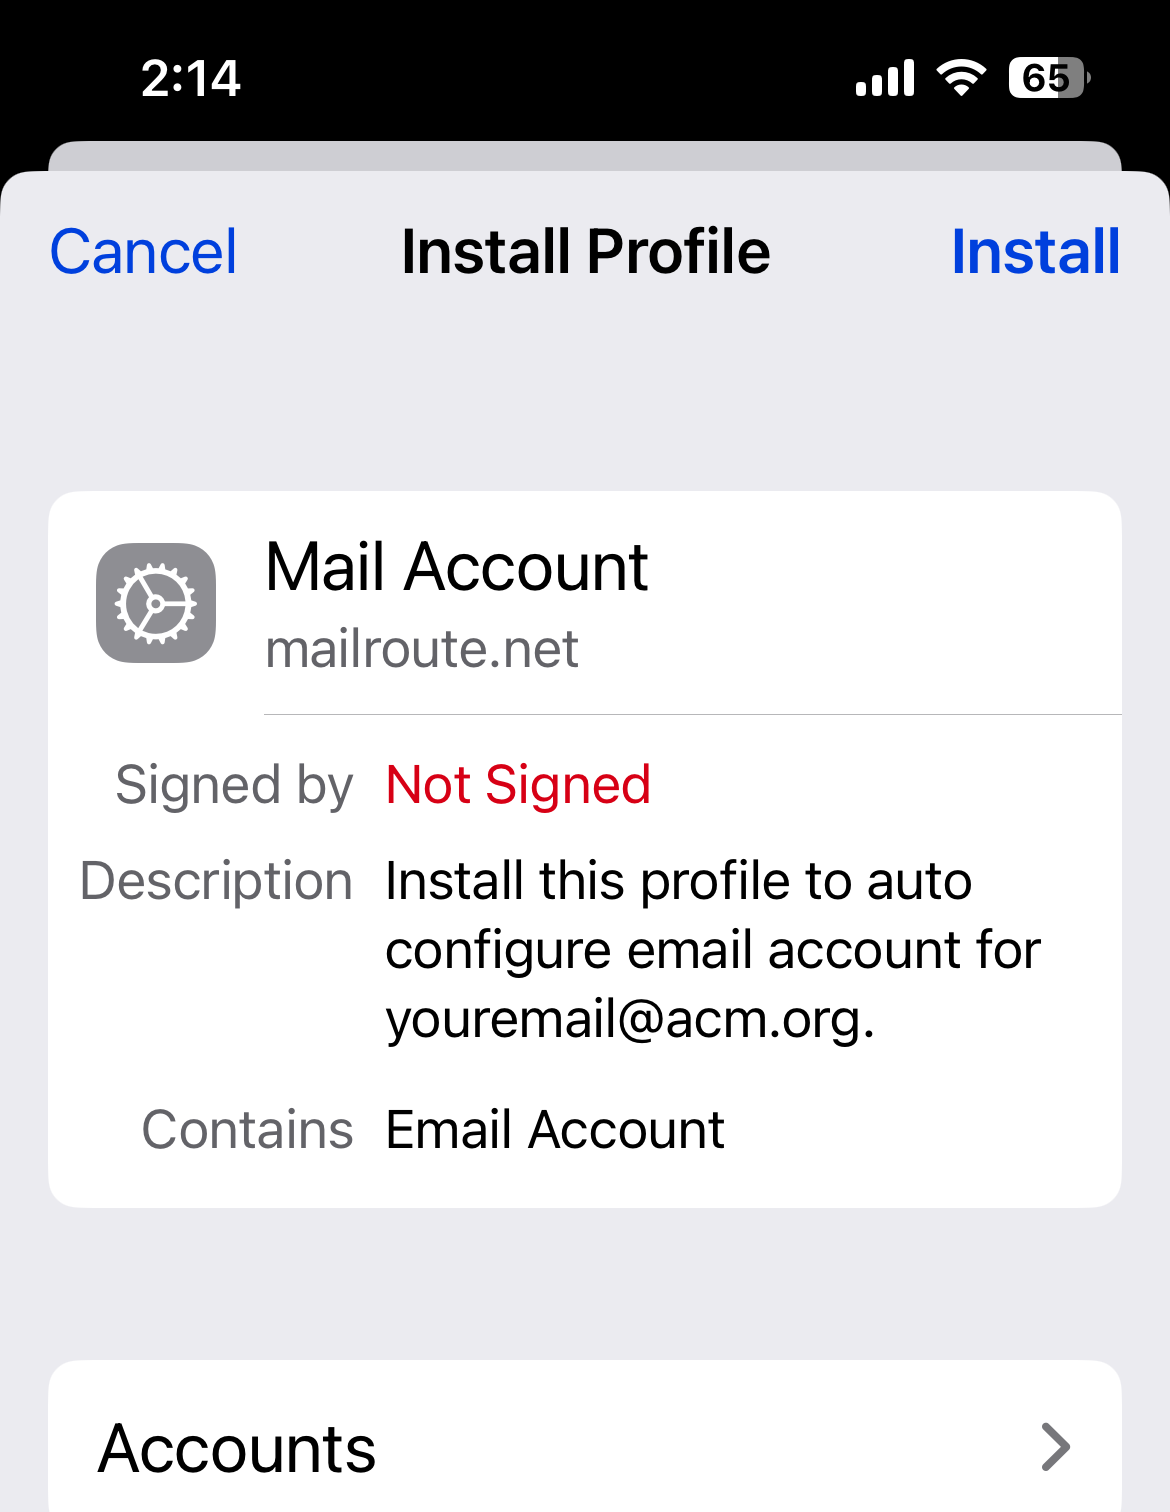 2:14
65
Cancel
Install Profile
Install
Mail Account
mailroute.net
Signed by
Not Signed
Description
Install this profile to auto
configure email account for
youremail@acm.org.
Contains
Email Account
Accounts